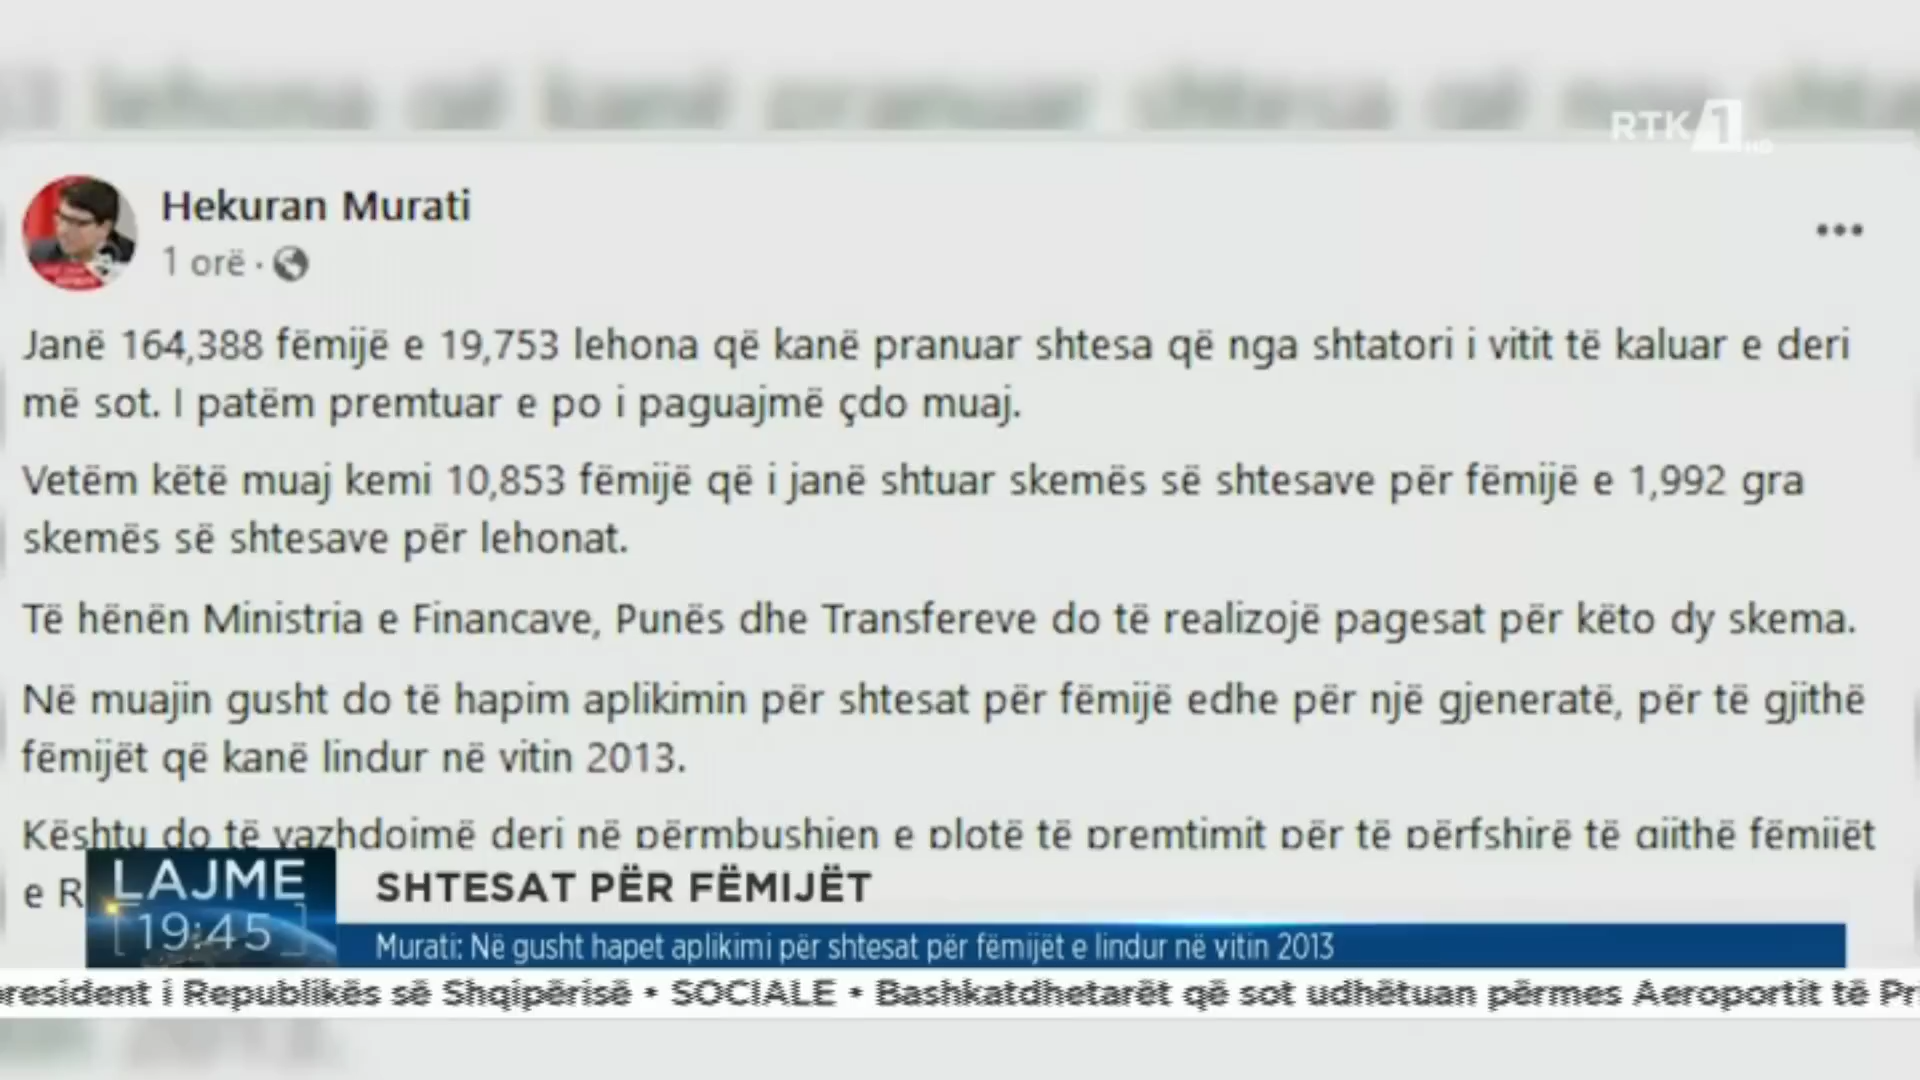 RTK 1 HD
Hekuran Murati
1 orë ·
Janë 164,388 fëmijë e 19,753 lehona që kanë pranuar shtesa që nga shtatori i vitit të kaluar e deri
më sot. I patëm premtuar e po i paguajmë çdo muaj.
Vetëm këtë muaj kemi 10,853 fëmijë që i janë shtuar skemës së shtesave për fëmijë e 1,992 gra
skemës së shtesave për lehonat.
Të hënën Ministria e Financave, Punës dhe Transfereve do të realizojë pagesat për këto dy skema.
Në muajin gusht do të hapim aplikimin për shtesat për fëmijë edhe për një gjeneratë, për të gjithë
fëmijët që kanë lindur në vitin 2013.
Kështu do të vazhdojmë deri në përmbushjen e plotë të premtimit për të përfshirë të gjithë fëmijët
e R
LAJME
19:45
SHTESAT PËR FËMIJËT
Murati: Në gusht hapet aplikimi për shtesat për fëmijët e lindur në vitin 2013
president i Republikës së Shqipërisë • SOCIALE • Bashkatdhetarët që sot udhëtuan përmes Aeroportit të Pr